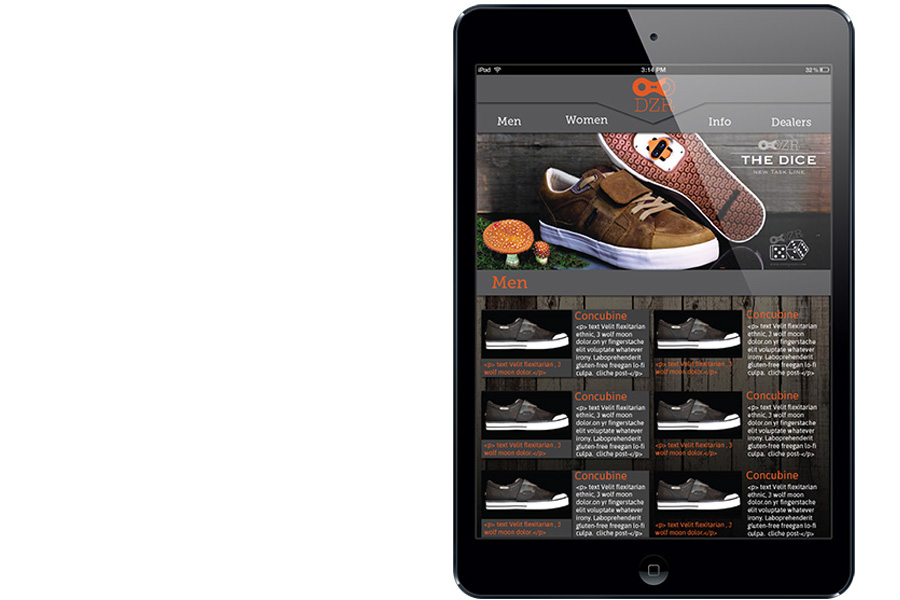 iPad 3:14 PM 32%
DZR
Men Women Info Dealers
DZR
THE DICE
NEW TASK LINE
DZR
Men
Concubine
<p> text Velit flexitarian
ethnic, 3 wolf moon
dolor.on yr fingerstache
elit voluptate whatever
irony. Laboprehenderit
gluten-free freegan lo-fi
culpa. cliche post-</p>
<p> text Velit flexitarian , 3
wolf moon dolor.</p>
Concubine
<p> text Velit flexitarian
ethnic, 3 wolf moon
dolor.on yr fingerstache
elit voluptate whatever
irony. Laboprehenderit
gluten-free freegan lo-fi
culpa. cliche post-</p>
<p> text Velit flexitarian , 3
wolf moon dolor.</p>
Concubine
<p> text Velit flexitarian
ethnic, 3 wolf moon
dolor.on yr fingerstache
elit voluptate whatever
irony. Laboprehenderit
gluten-free freegan lo-fi
culpa. cliche post-</p>
<p> text Velit flexitarian , 3
wolf moon dolor.</p>
Concubine
<p> text Velit flexitarian
ethnic, 3 wolf moon
dolor.on yr fingerstache
elit voluptate whatever
irony. Laboprehenderit
gluten-free freegan lo-fi
culpa. cliche post-</p>
<p> text Velit flexitarian , 3
wolf moon dolor.</p>
Concubine
<p> text Velit flexitarian
ethnic, 3 wolf moon
dolor.on yr fingerstache
elit voluptate whatever
irony. Laboprehenderit
gluten-free freegan lo-fi
culpa. cliche post-</p>
<p> text Velit flexitarian , 3
wolf moon dolor.</p>
Concubine
<p> text Velit flexitarian
ethnic, 3 wolf moon
dolor.on yr fingerstache
elit voluptate whatever
irony. Laboprehenderit
gluten-free freegan lo-fi
culpa. cliche post-</p>
<p> text Velit flexitarian , 3
wolf moon dolor.</p>